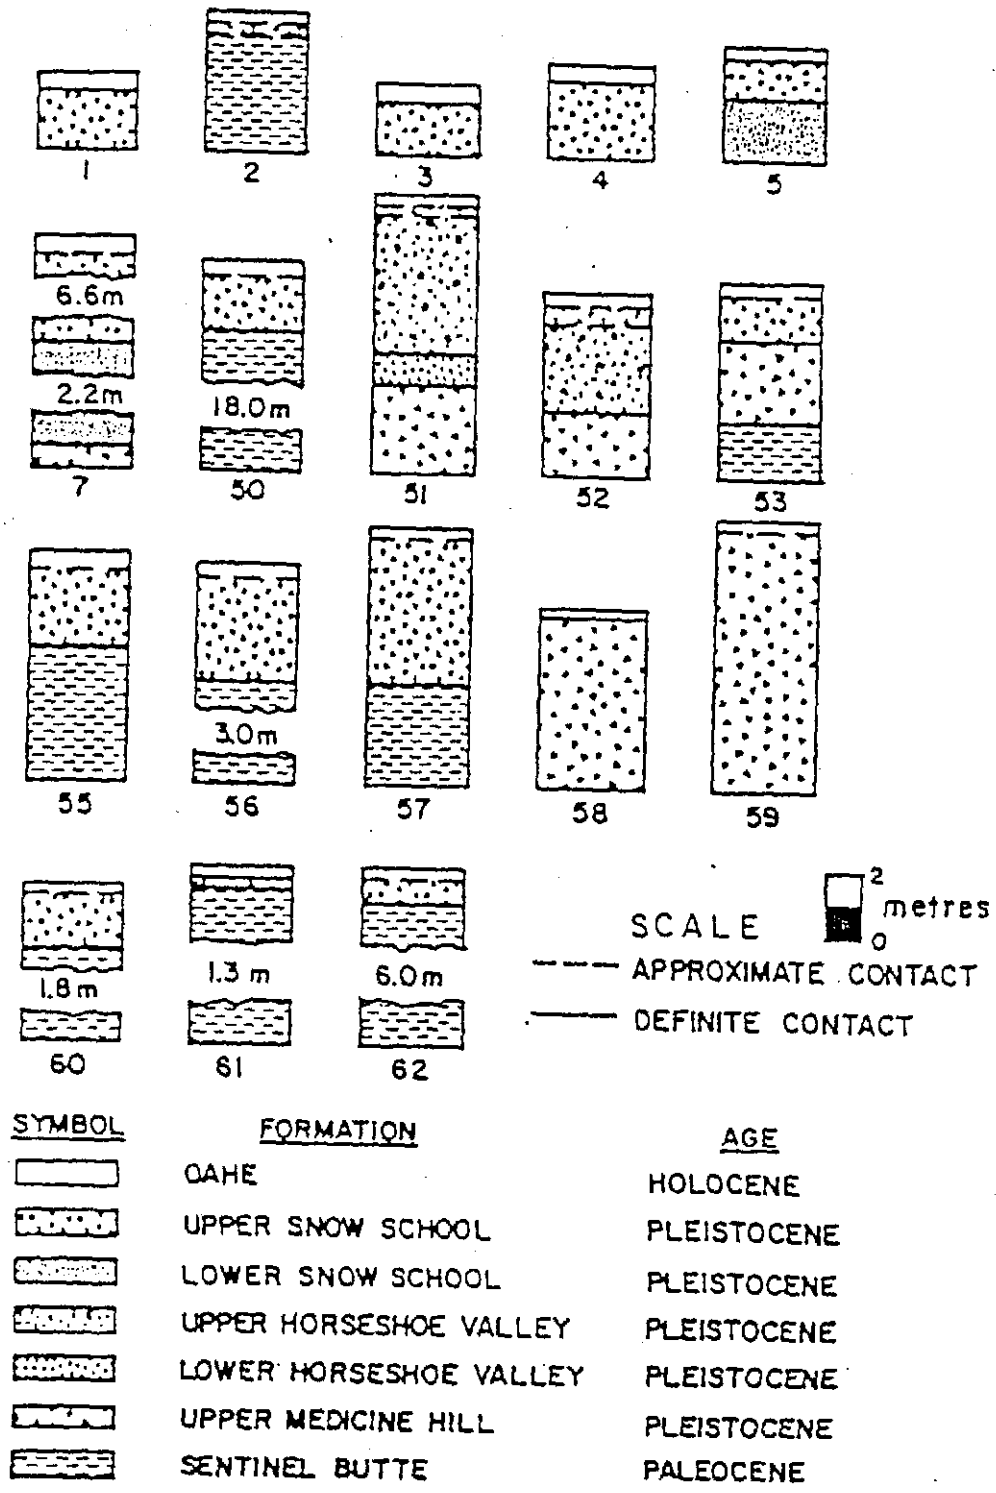 1 2 3 4 5
6.6m
2.2m
18.0m
7 50 51 52 53
3.0m
55 56 57 58 59
1.8m 1.3 m 6.0m
60 61 62
2
metres
SCALE
0
APPROXIMATE CONTACT
DEFINITE CONTACT
SYMBOL FORMATION AGE
OAHE HOLOCENE
UPPER SNOW SCHOOL PLEISTOCENE
LOWER SNOW SCHOOL PLEISTOCENE
UPPER HORSESHOE VALLEY PLEISTOCENE
LOWER HORSESHOE VALLEY PLEISTOCENE
UPPER MEDICINE HILL PLEISTOCENE
SENTINEL BUTTE PALEOCENE